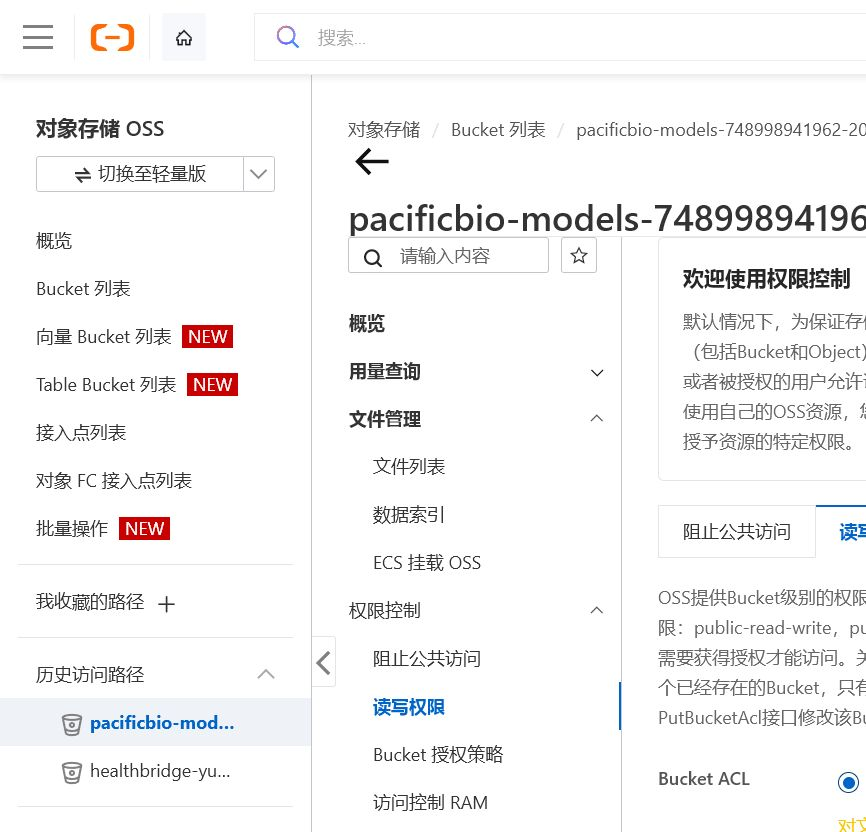 搜索...
对象存储 OSS
切换至轻量版
概览
Bucket 列表
向量 Bucket 列表 NEW
Table Bucket 列表 NEW
接入点列表
对象 FC 接入点列表
批量操作 NEW
我收藏的路径
历史访问路径
pacificbio-mod...
healthbridge-yu...
对象存储 / Bucket 列表 / pacificbio-models-748998941962-20
pacificbio-models-74899894196
请输入内容
概览
用量查询
文件管理
文件列表
数据索引
ECS 挂载 OSS
权限控制
阻止公共访问
读写权限
Bucket 授权策略
访问控制 RAM
欢迎使用权限控制
默认情况下，为保证存
（包括Bucket和Object）
或者被授权的用户允许
使用自己的OSS资源，
授予资源的特定权限。
阻止公共访问
读写
OSS提供Bucket级别的权限
限：public-read-write，pu
需要获得授权才能访问。
个已经存在的Bucket，只有
PutBucketAcl接口修改该Bu
Bucket ACL
对文